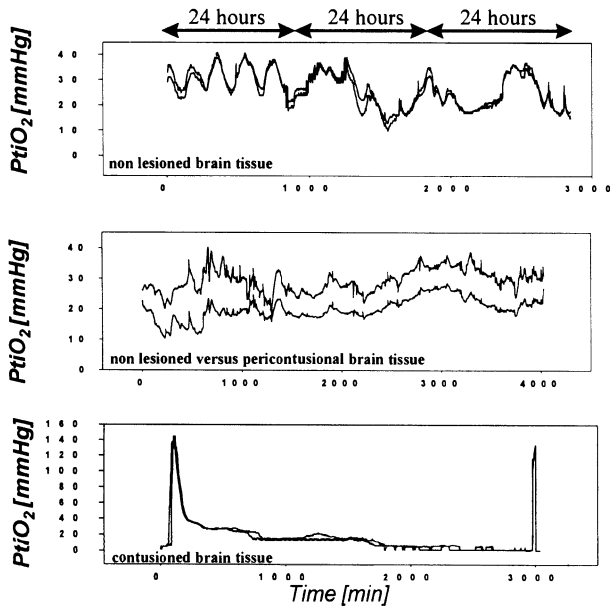 24 hours 24 hours 24 hours
PtiO2 [mmHg]
40
30
20
10
0
non lesioned brain tissue
0 1000 2000 3000
PtiO2 [mmHg]
40
30
20
10
0
non lesioned versus pericontusional brain tissue
0 1000 2000 3000 4000
PtiO2 [mmHg]
160
140
120
100
80
60
40
20
0
contusioned brain tissue
0 1000 2000 3000
Time [min]